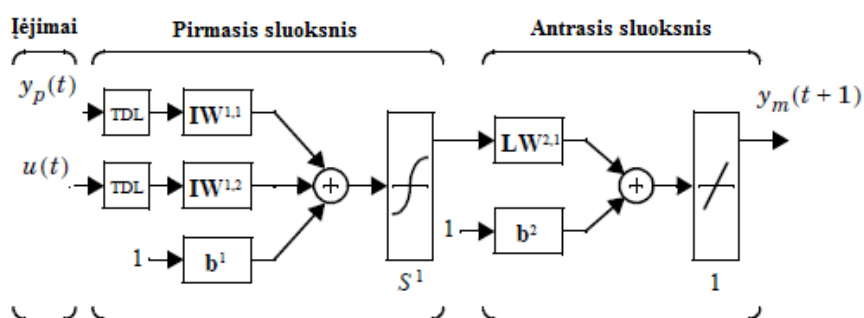 Įėjimai
Pirmasis sluoksnis
Antrasis sluoksnis
y_p(t)
TDL
IW^{1,1}
LW^{2,1}
y_m(t+1)
u(t)
TDL
IW^{1,2}
1
b^1
1
b^2
S^1
1